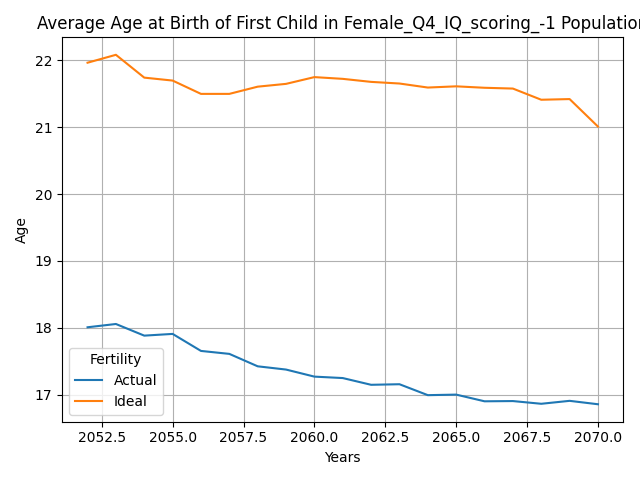 Average Age at Birth of First Child in Female_Q4_IQ_scoring_-1 Population
22
21
20
19
18
17
Age
Fertility
Actual
Ideal
2052.5 2055.0 2057.5 2060.0 2062.5 2065.0 2067.5 2070.0
Years